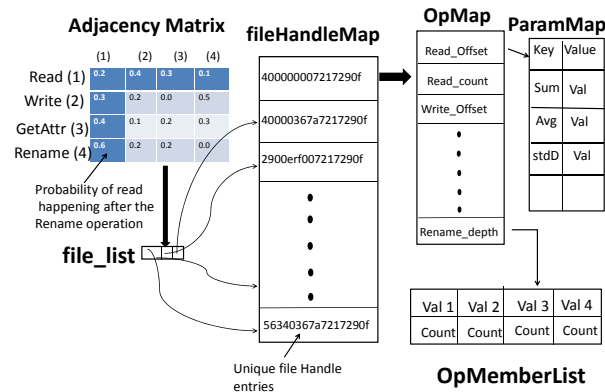 Adjacency Matrix
(1) (2) (3) (4)
Read (1) 0.2 0.4 0.3 0.1
Write (2) 0.3 0.2 0.0 0.5
GetAttr (3) 0.4 0.1 0.2 0.3
Rename (4) 0.6 0.2 0.2 0.0
Probability of read
happening after the
Rename operation
file_list
fileHandleMap
400000007217290f
40000367a7217290f
2900erf007217290f
56340367a7217290f
Unique file Handle
entries
OpMap
Read_Offset
Read_count
Write_Offset
Rename_depth
ParamMap
Key Value
Sum Val
Avg Val
stdD Val
Val 1 Val 2 Val 3 Val 4
Count Count Count Count
OpMemberList